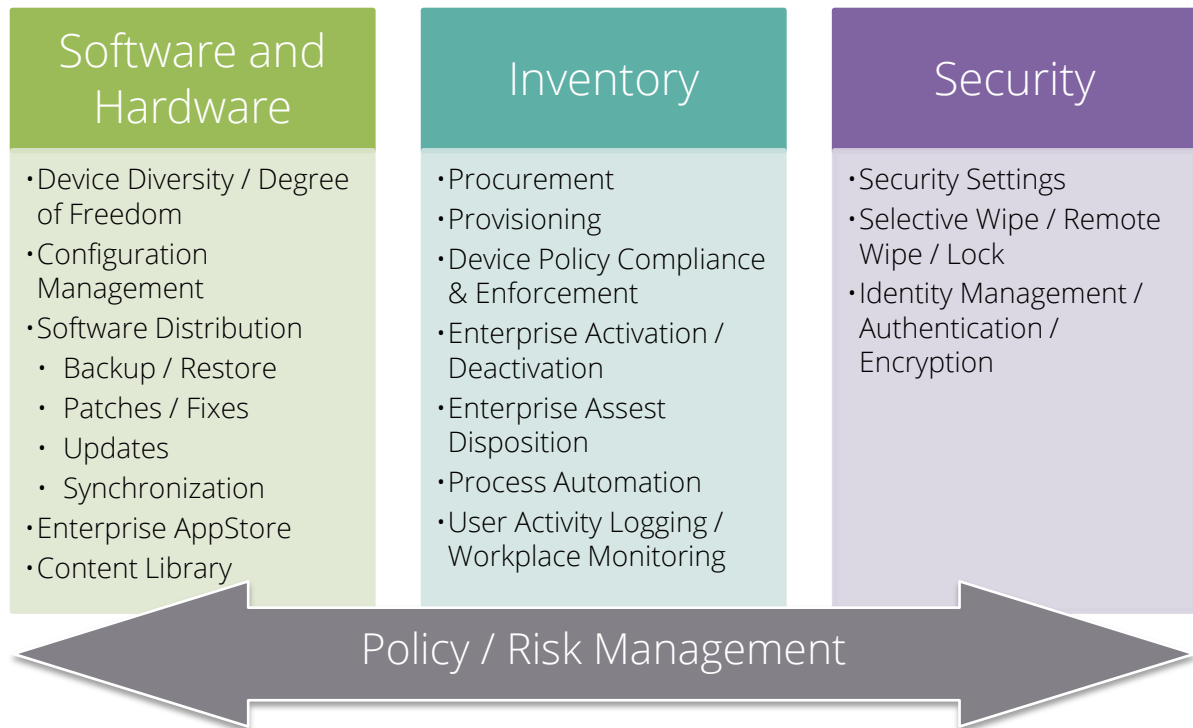 Software and
Hardware
•Device Diversity / Degree
of Freedom
•Configuration
Management
•Software Distribution
• Backup / Restore
• Patches / Fixes
• Updates
• Synchronization
•Enterprise AppStore
•Content Library
Inventory
•Procurement
•Provisioning
•Device Policy Compliance
& Enforcement
•Enterprise Activation /
Deactivation
•Enterprise Assest
Disposition
•Process Automation
•User Activity Logging /
Workplace Monitoring
Security
•Security Settings
•Selective Wipe / Remote
Wipe / Lock
•Identity Management /
Authentication /
Encryption
Policy / Risk Management